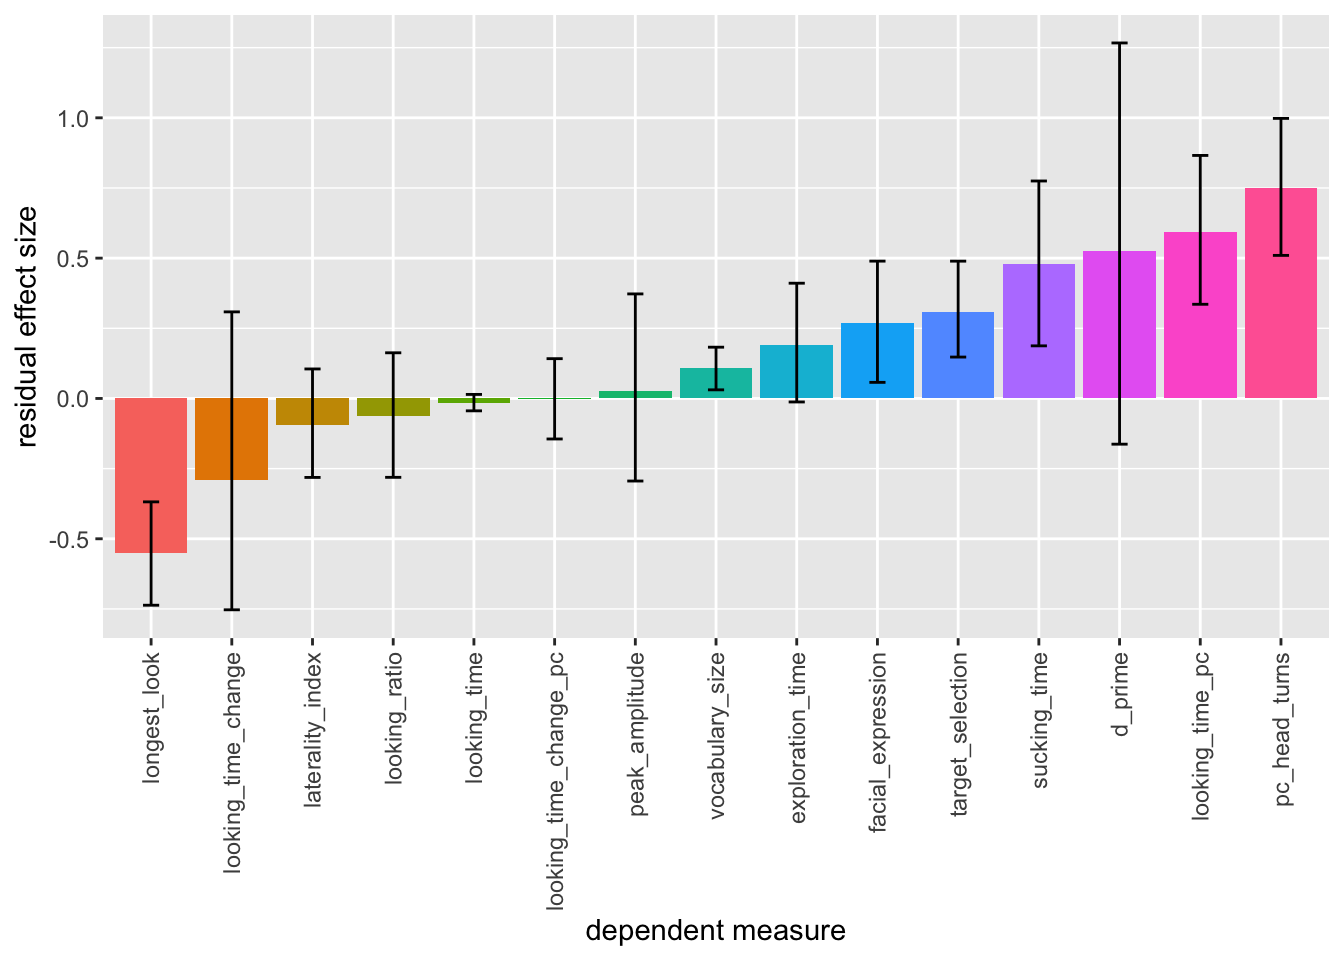 residual effect size
1.0
0.5
0.0
-0.5
longest_look
looking_time_change
laterality_index
looking_ratio
looking_time
looking_time_change_pc
peak_amplitude
vocabulary_size
exploration_time
facial_expression
target_selection
sucking_time
d_prime
looking_time_pc
pc_head_turns
dependent measure